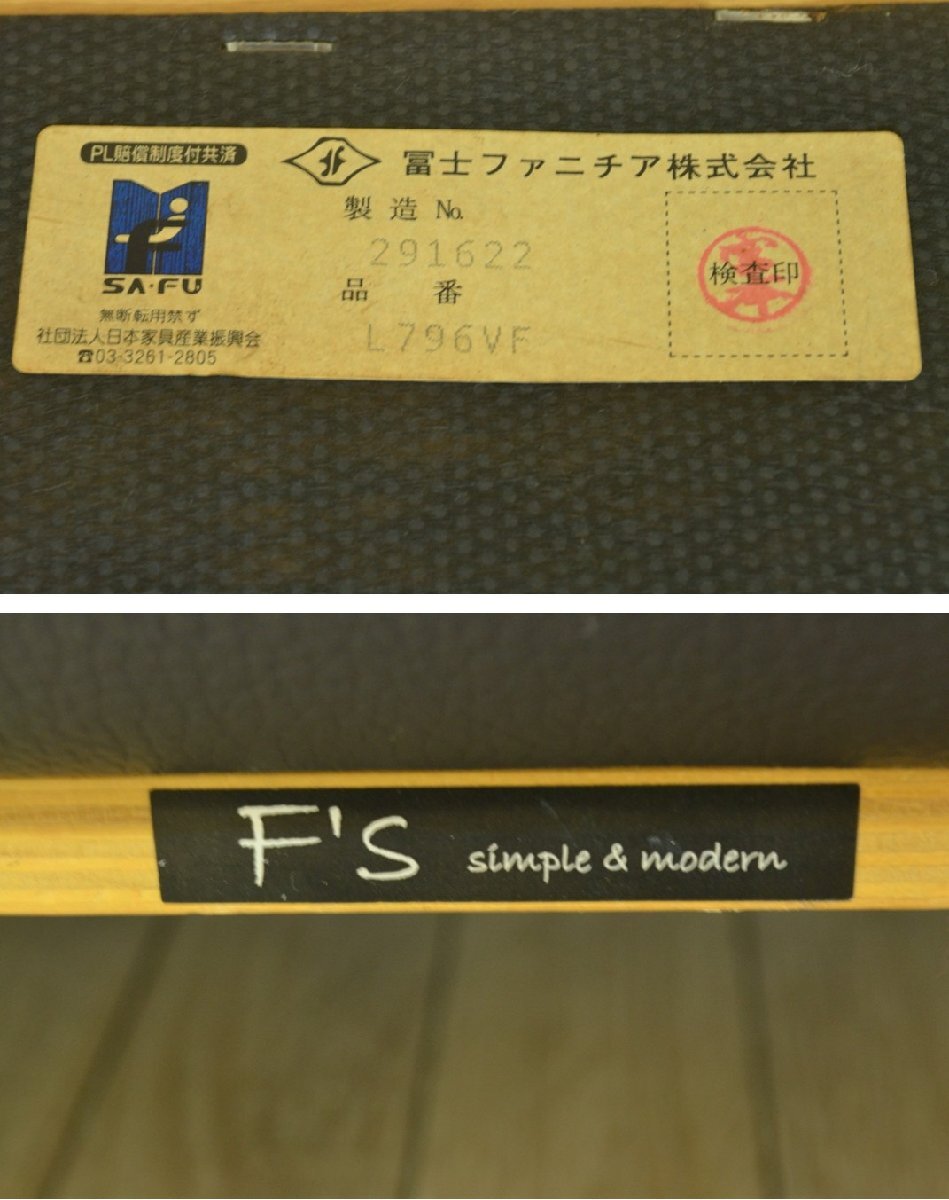 PL賠償制度付共済
SA・FU
無断転用禁ず
社団法人日本家具産業振興会
☎03-3261-2805
冨士ファニチア株式会社
製造 No.
291622
品番
L796VF
検査印
F's simple & modern